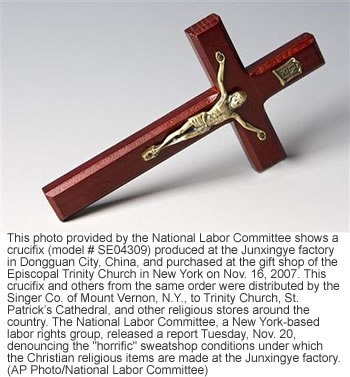 This photo provided by the National Labor Committee shows a
crucifix (model # SE04309) produced at the Junxingye factory
in Dongguan City, China, and purchased at the gift shop of the
Episcopal Trinity Church in New York on Nov. 16, 2007. This
crucifix and others from the same order were distributed by the
Singer Co. of Mount Vernon, N.Y., to Trinity Church, St.
Patrick's Cathedral, and other religious stores around the
country. The National Labor Committee, a New York-based
labor rights group, released a report Tuesday, Nov. 20,
denouncing the "horrific" sweatshop conditions under which
the Christian religious items are made at the Junxingye factory.
(AP Photo/National Labor Committee)